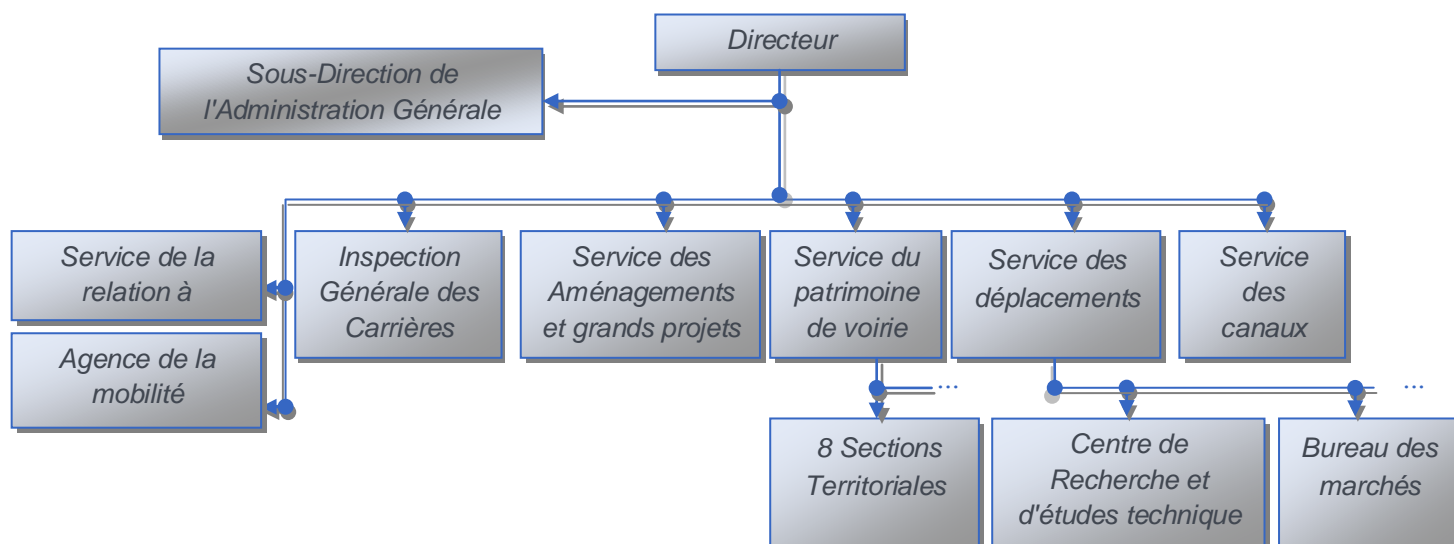 Directeur
Sous-Direction de
l'Administration Générale
Service de la
relation à
Inspection
Générale des
Carrières
Service des
Aménagements
et grands projets
Service du
patrimoine
de voirie
Service des
déplacements
Service
des
canaux
Agence de la
mobilité
...
...
8 Sections
Territoriales
Centre de
Recherche et
d'études technique
Bureau des
marchés